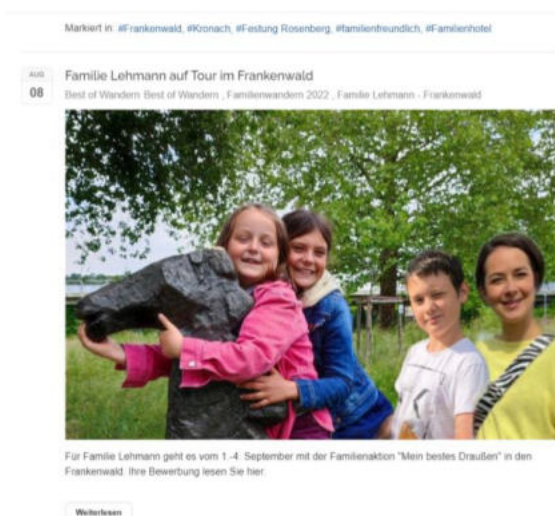 Markiert in: #Frankenwald, #Kronach, #Festung Rosenberg, #familienfreundlich, #Familienhotel
AUG
08
Familie Lehmann auf Tour im Frankenwald
Best of Wandern Best of Wandern , Familienwandern 2022 , Familie Lehmann - Frankenwald
Für Familie Lehmann geht es vom 1.-4. September mit der Familienaktion "Mein bestes Draußen" in den
Frankenwald. Ihre Bewerbung lesen Sie hier:
Weiterlesen